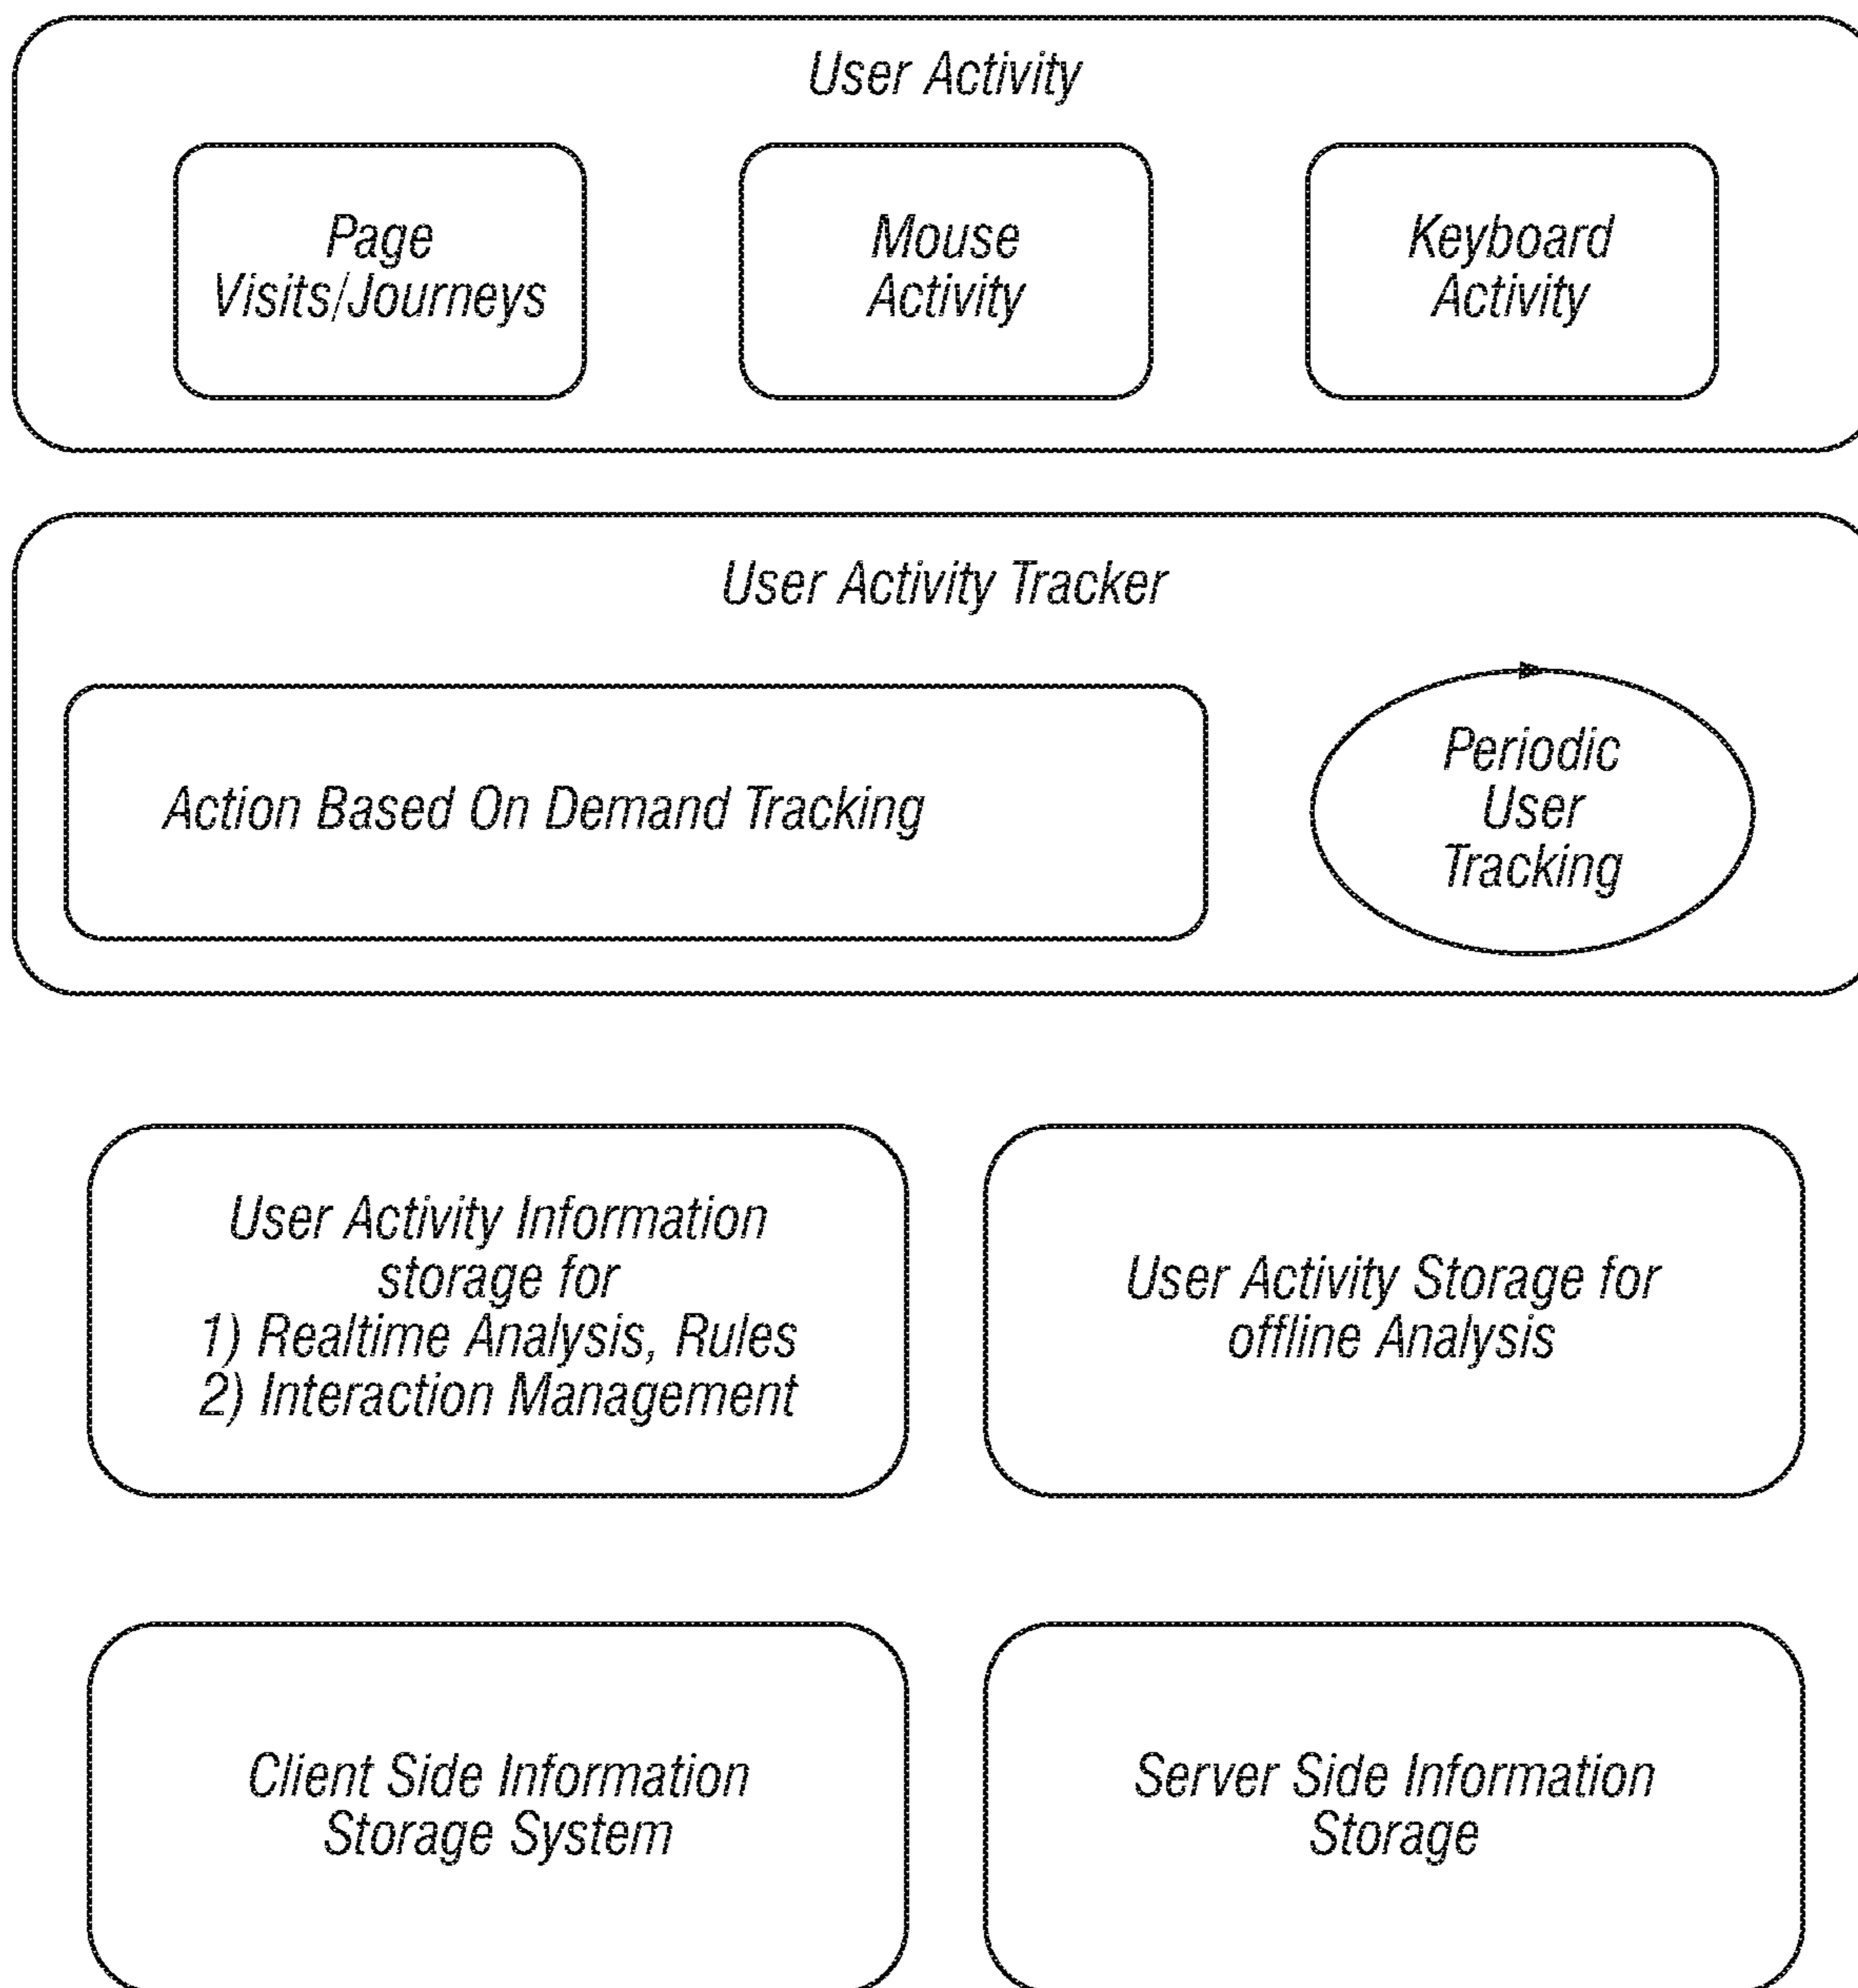 User Activity
Page
Visits/Journeys
Mouse
Activity
Keyboard
Activity
User Activity Tracker
Action Based On Demand Tracking
Periodic
User
Tracking
User Activity Information
storage for
1) Realtime Analysis, Rules
2) Interaction Management
User Activity Storage for
offline Analysis
Client Side Information
Storage System
Server Side Information
Storage